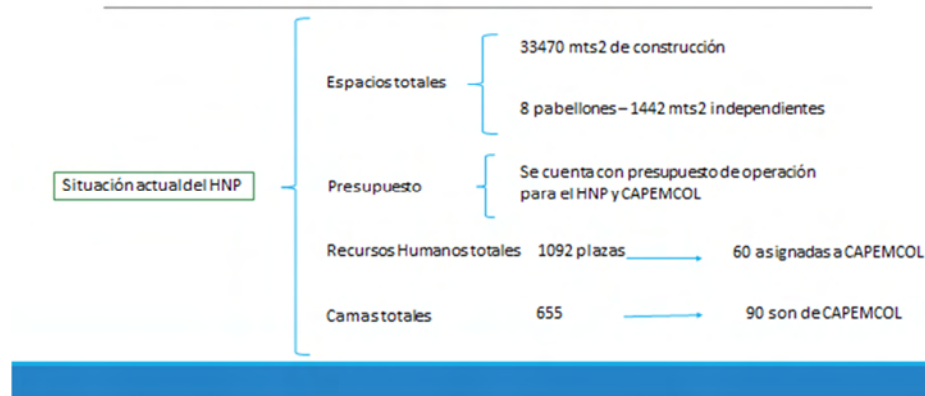 33470 mts2 de construcción
Espacios totales
8 pabellones – 1442 mts2 independientes
Situación actual del HNP
Presupuesto
Se cuenta con presupuesto de operación
para el HNP y CAPEMCOL
Recursos Humanos totales 1092 plazas 60 asignadas a CAPEMCOL
Camas totales 655 90 son de CAPEMCOL